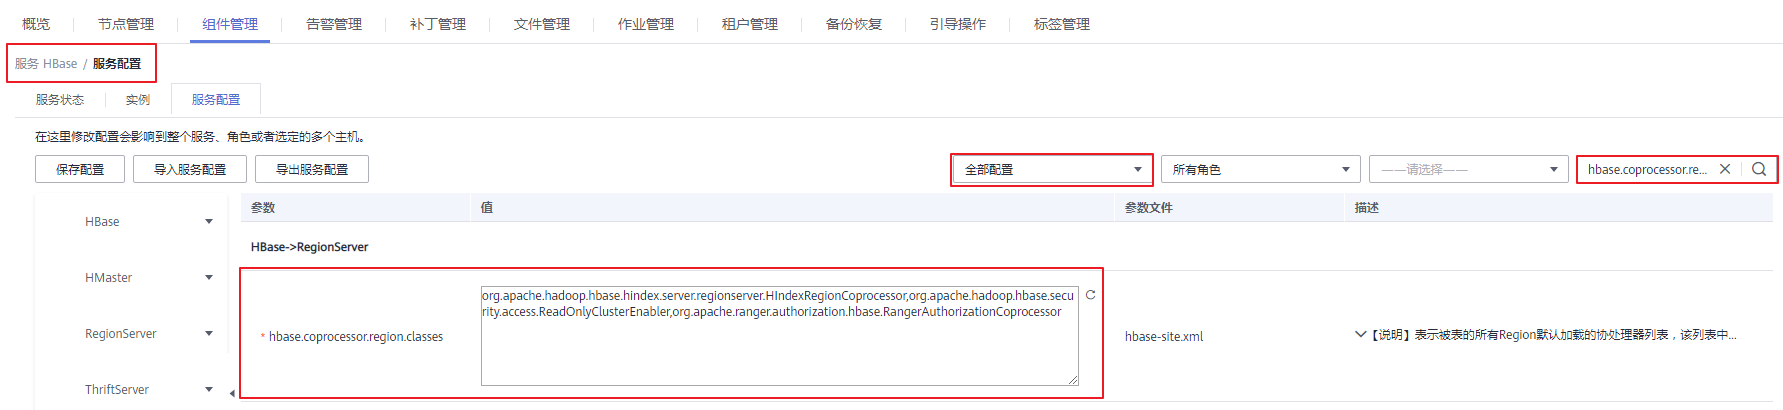 概览 节点管理 组件管理 告警管理 补丁管理 文件管理 作业管理 租户管理 备份恢复 引导操作 标签管理
服务 HBase / 服务配置
服务状态 实例 服务配置
在这里修改配置会影响到整个服务、角色或者选定的多个主机。
保存配置 导入服务配置 导出服务配置 全部配置 所有角色 ——请选择—— hbase.coprocessor.re...
参数 值 参数文件 描述
HBase
HMaster
RegionServer
ThriftServer
HBase->RegionServer
* hbase.coprocessor.region.classes
org.apache.hadoop.hbase.hindex.server.regionserver.HIndexRegionCoprocessor,org.apache.hadoop.hbase.secu
rity.access.ReadOnlyClusterEnabler,org.apache.ranger.authorization.hbase.RangerAuthorizationCoprocessor
hbase-site.xml
【说明】表示被表的所有Region默认加载的协处理器列表，该列表中...